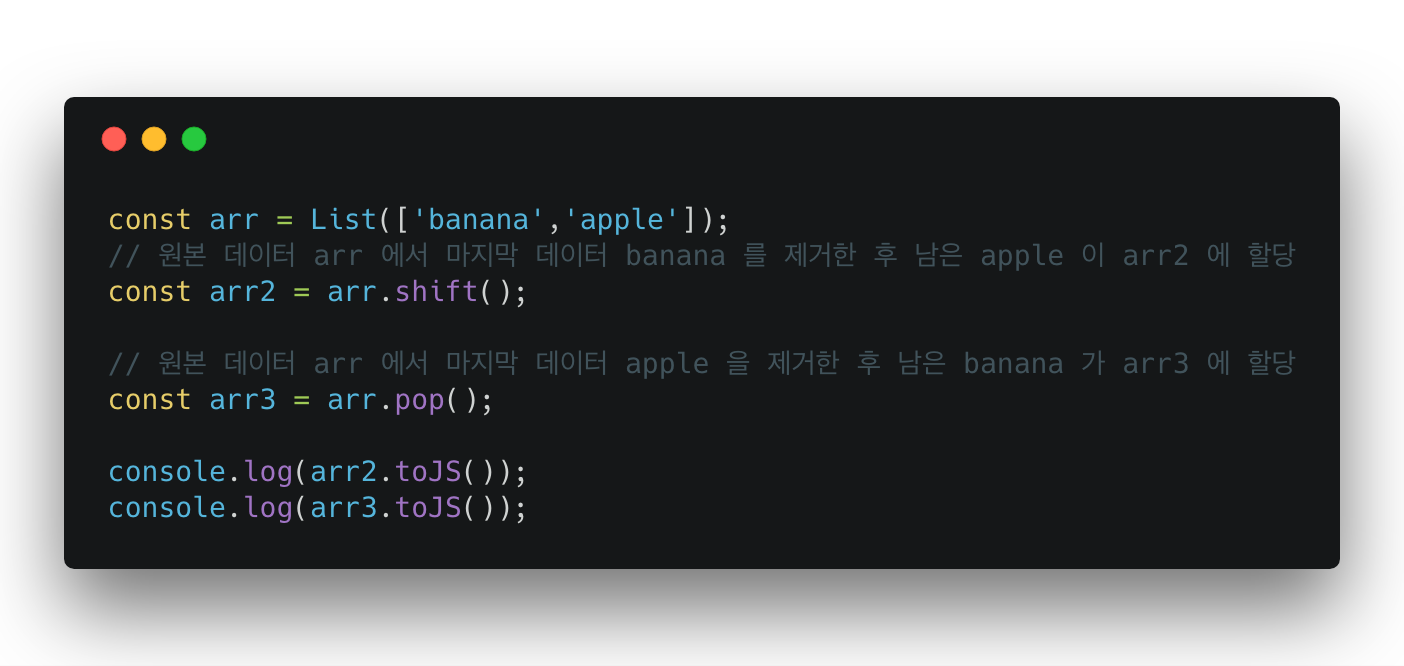 const arr = List(['banana','apple']);
// 원본 데이터 arr 에서 마지막 데이터 banana 를 제거한 후 남은 apple 이 arr2 에 할당
const arr2 = arr.shift();
// 원본 데이터 arr 에서 마지막 데이터 apple 을 제거한 후 남은 banana 가 arr3 에 할당
const arr3 = arr.pop();
console.log(arr2.toJS());
console.log(arr3.toJS());